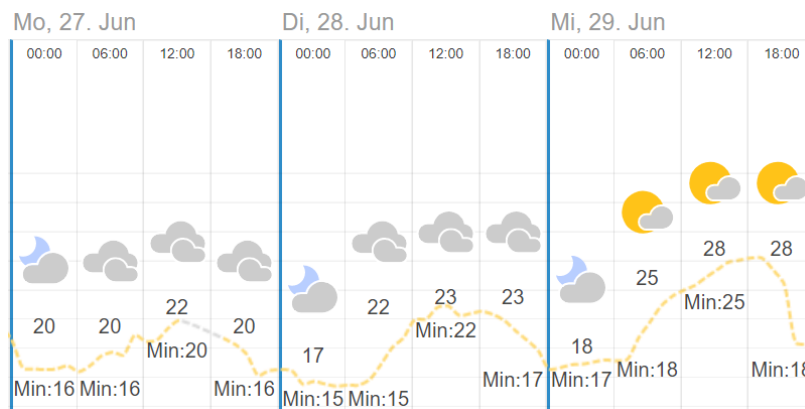 Mo, 27. Jun Di, 28. Jun Mi, 29. Jun
00:00 06:00 12:00 18:00 00:00 06:00 12:00 18:00 00:00 06:00 12:00 18:00
20 20 22 20 17 22 23 23 18 25 28 28
Min:16 Min:16 Min:20 Min:16 Min:15 Min:15 Min:22 Min:17 Min:17 Min:18 Min:25 Min:18